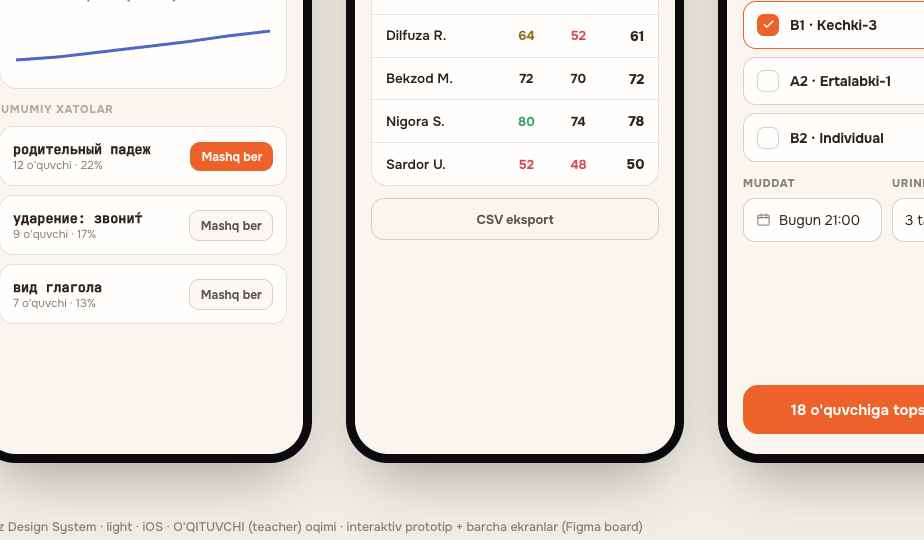 UMUMIY XATOLAR
родительный падеж
12 o'quvchi · 22%
Mashq ber
ударение: звони́т
9 o'quvchi · 17%
Mashq ber
вид глагола
7 o'quvchi · 13%
Mashq ber
Dilfuza R. 64 52 61
Bekzod M. 72 70 72
Nigora S. 80 74 78
Sardor U. 52 48 50
CSV eksport
B1 · Kechki-3
A2 · Ertalabki-1
B2 · Individual
MUDDAT
Bugun 21:00
URIN
3 t
18 o'quvchiga tops
z Design System · light · iOS · O'QITUVCHI (teacher) oqimi · interaktiv prototip + barcha ekranlar (Figma board)